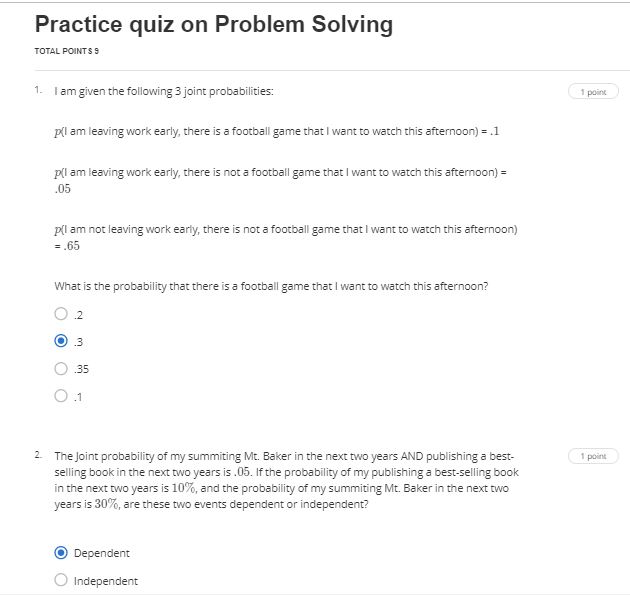 Practice quiz on Problem Solving
TOTAL POINTS 9
1. I am given the following 3 joint probabilities:
1 point
p(I am leaving work early, there is a football game that I want to watch this afternoon) = .1
p(I am leaving work early, there is not a football game that I want to watch this afternoon) =
.05
p(I am not leaving work early, there is not a football game that I want to watch this afternoon)
= .65
What is the probability that there is a football game that I want to watch this afternoon?
.2
.3
.35
.1
2. The Joint probability of my summiting Mt. Baker in the next two years AND publishing a best-
1 point
selling book in the next two years is .05. If the probability of my publishing a best-selling book
in the next two years is 10%, and the probability of my summiting Mt. Baker in the next two
years is 30%, are these two events dependent or independent?
Dependent
Independent